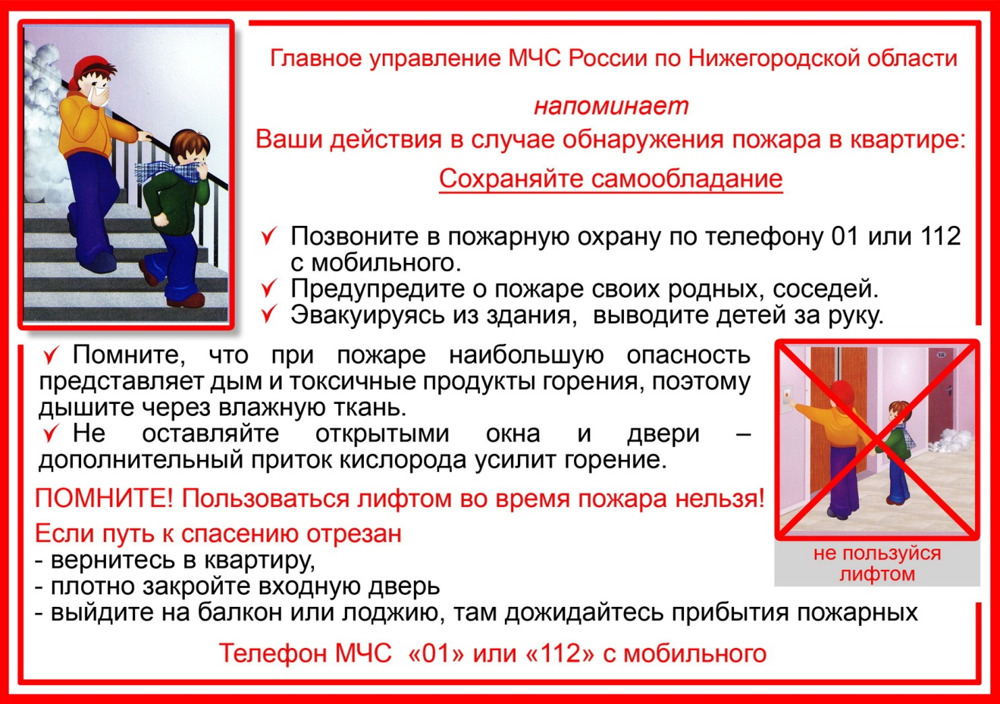 Главное управление МЧС России по Нижегородской области
напоминает
Ваши действия в случае обнаружения пожара в квартире:
Сохраняйте самообладание
Позвоните в пожарную охрану по телефону 01 или 112
с мобильного.
Предупредите о пожаре своих родных, соседей.
Эвакуируясь из здания, выводите детей за руку.
Помните, что при пожаре наибольшую опасность
представляет дым и токсичные продукты горения, поэтому
дышите через влажную ткань.
Не оставляйте открытыми окна и двери –
дополнительный приток кислорода усилит горение.
ПОМНИТЕ! Пользоваться лифтом во время пожара нельзя!
Если путь к спасению отрезан
- вернитесь в квартиру,
- плотно закройте входную дверь
- выйдите на балкон или лоджию, там дожидайтесь прибытия пожарных
не пользуйся
лифтом
Телефон МЧС «01» или «112» с мобильного